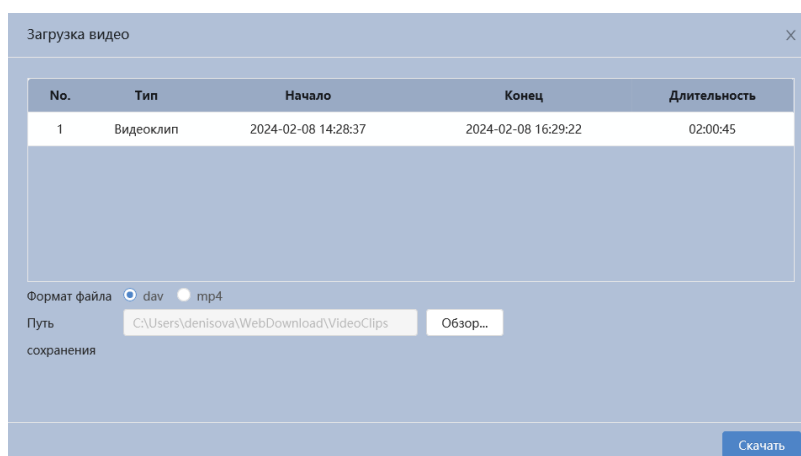 Загрузка видео
No. Тип Начало Конец Длительность
1 Видеоклип 2024-02-08 14:28:37 2024-02-08 16:29:22 02:00:45
Формат файла dav mp4
Путь C:\Users\denisova\WebDownload\VideoClips Обзор...
сохранения
Скачать